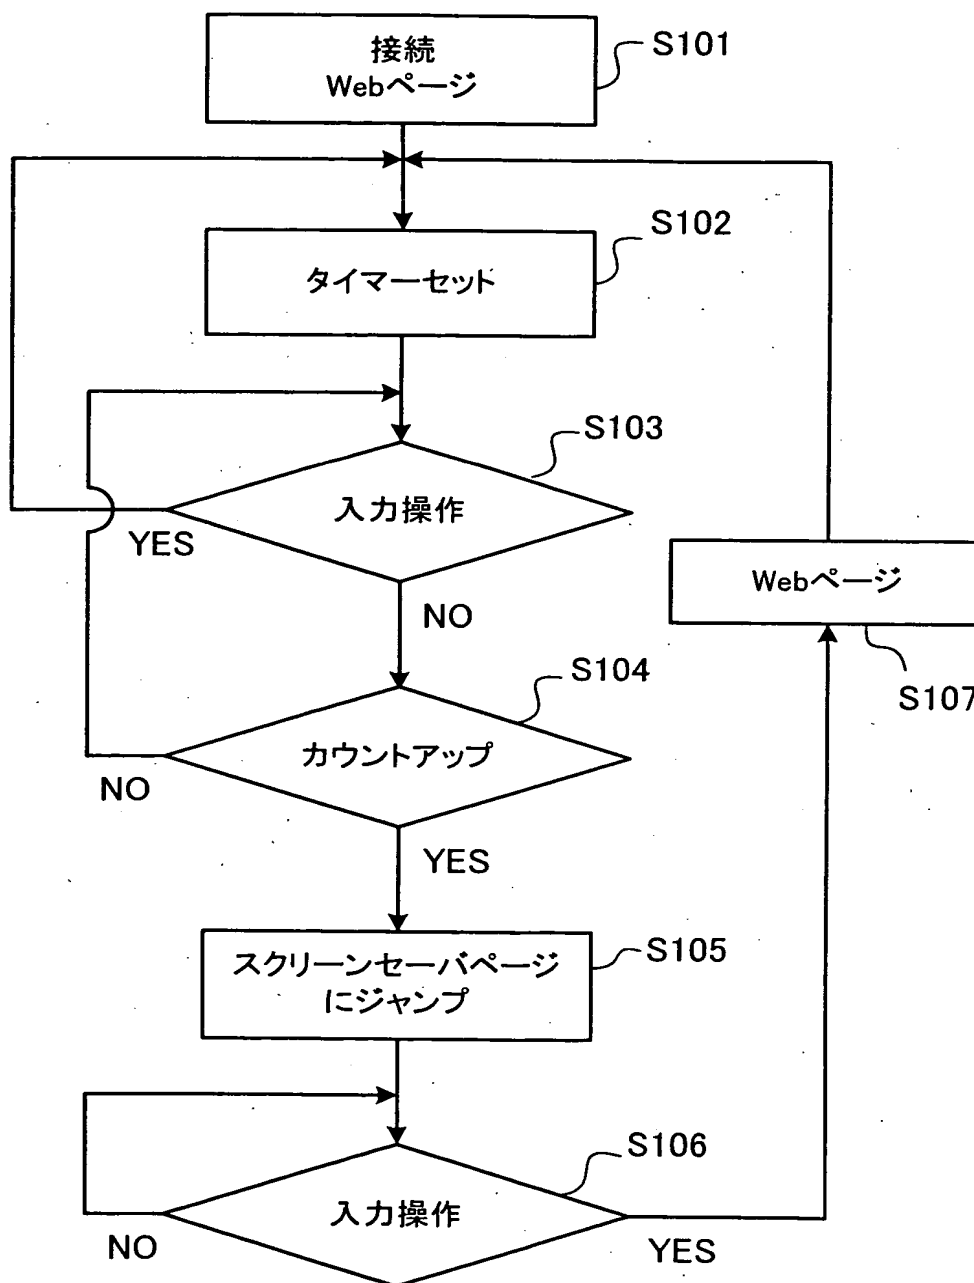 接続
Webページ
S101
S102
タイマーセット
S103
入力操作
YES
NO
Webページ
S107
S104
カウントアップ
NO
YES
スクリーンセーバページ
にジャンプ
S105
S106
入力操作
NO
YES